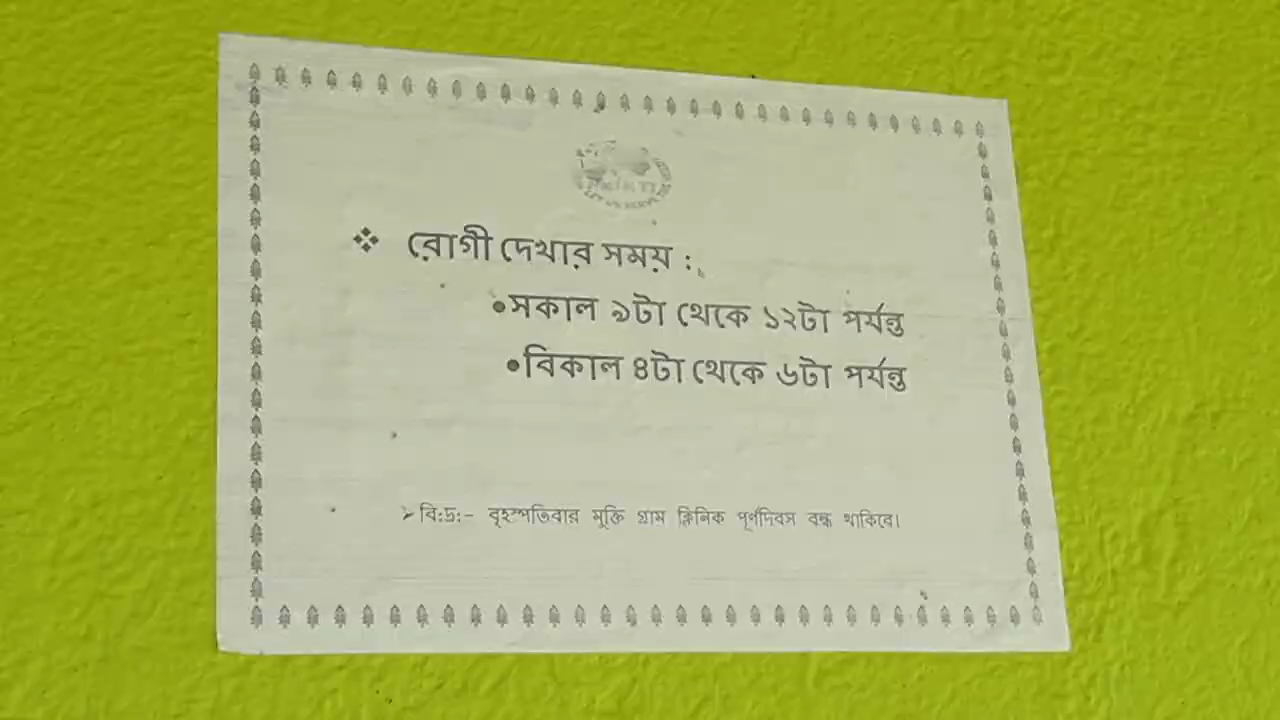 ❖ রোগী দেখার সময় :
•সকাল ৯টা থেকে ১২টা পর্যন্ত
•বিকাল ৪টা থেকে ৬টা পর্যন্ত
➢ বি:দ্র:- বৃহস্পতিবার মুক্তি গ্রাম ক্লিনিক পূর্ণদিবস বন্ধ থাকিবে।